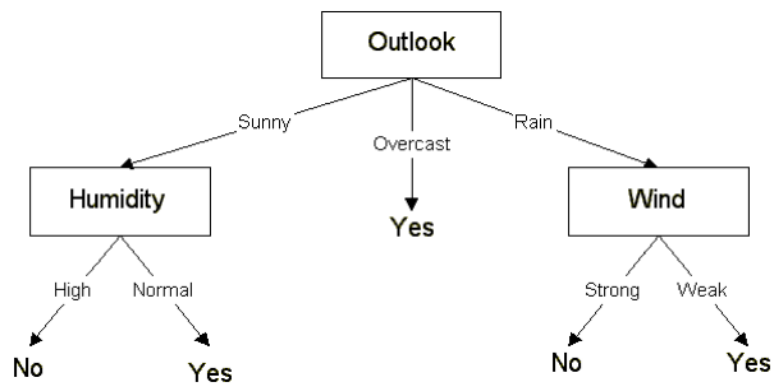 Outlook
Sunny
Overcast
Rain
Humidity
Yes
Wind
High
Normal
Strong
Weak
No
Yes
No
Yes